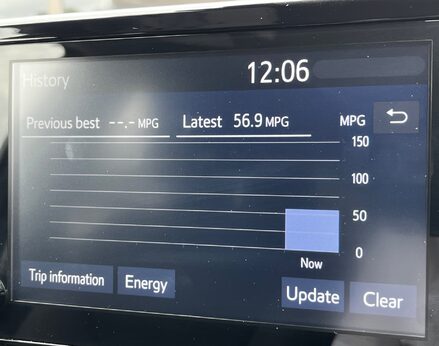 History 12:06
Previous best --.- MPG Latest 56.9 MPG MPG
150
100
50
0
Now
Trip information Energy Update Clear